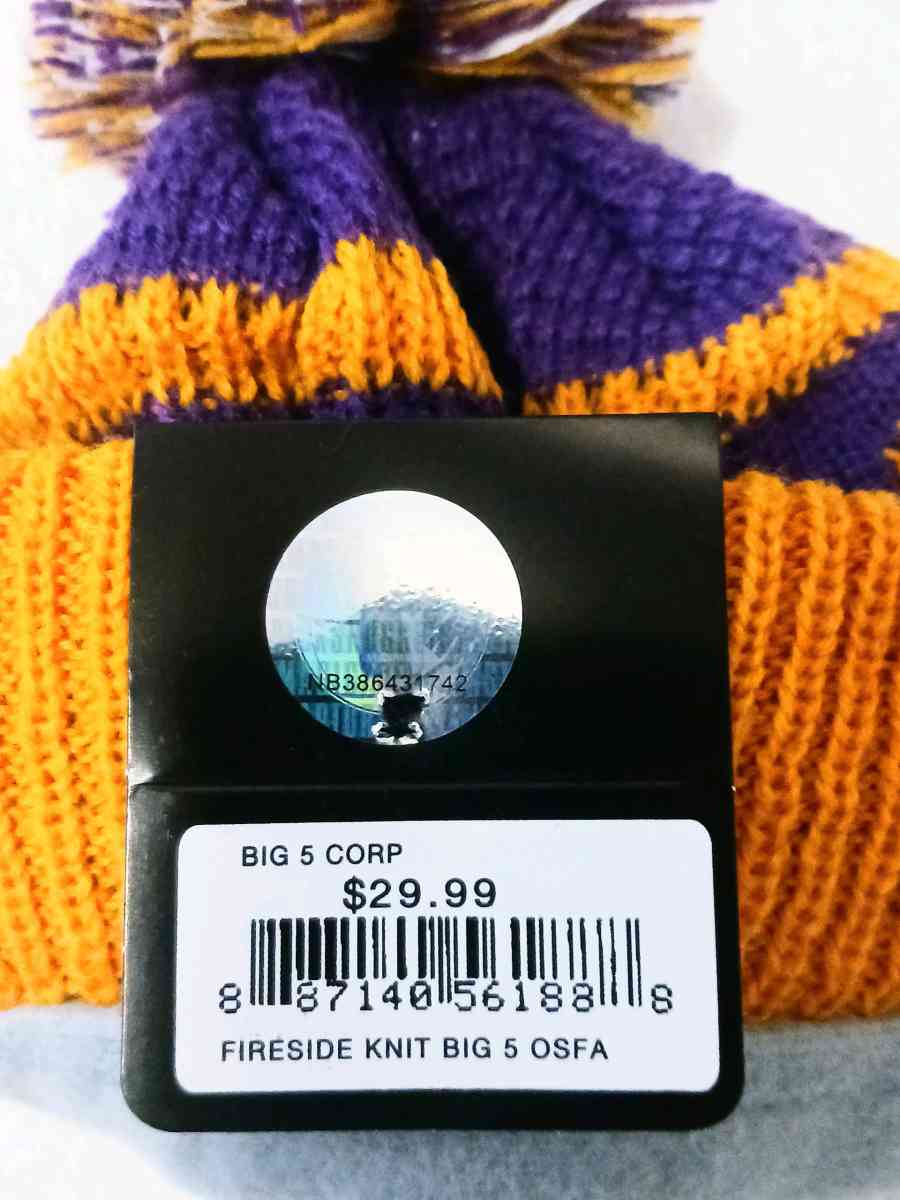 NB386431742
BIG 5 CORP
$29.99
8 87140 56188 8
FIRESIDE KNIT BIG 5 OSFA